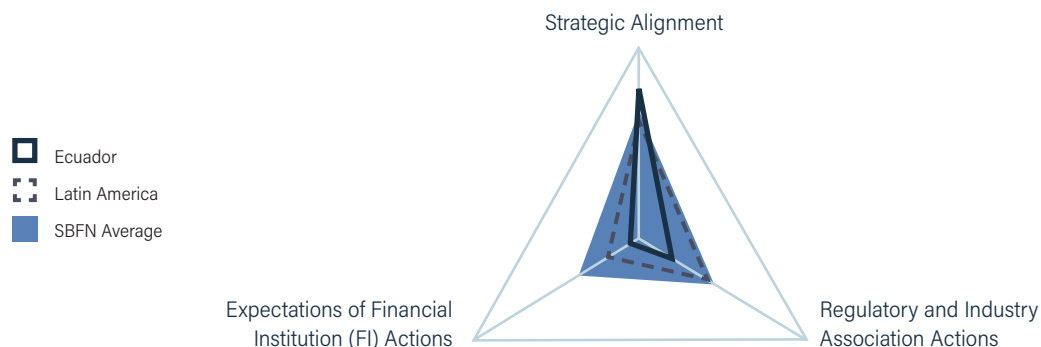 Strategic Alignment
Ecuador
Latin America
SBFN Average
Expectations of Financial
Institution (FI) Actions
Regulatory and Industry
Association Actions